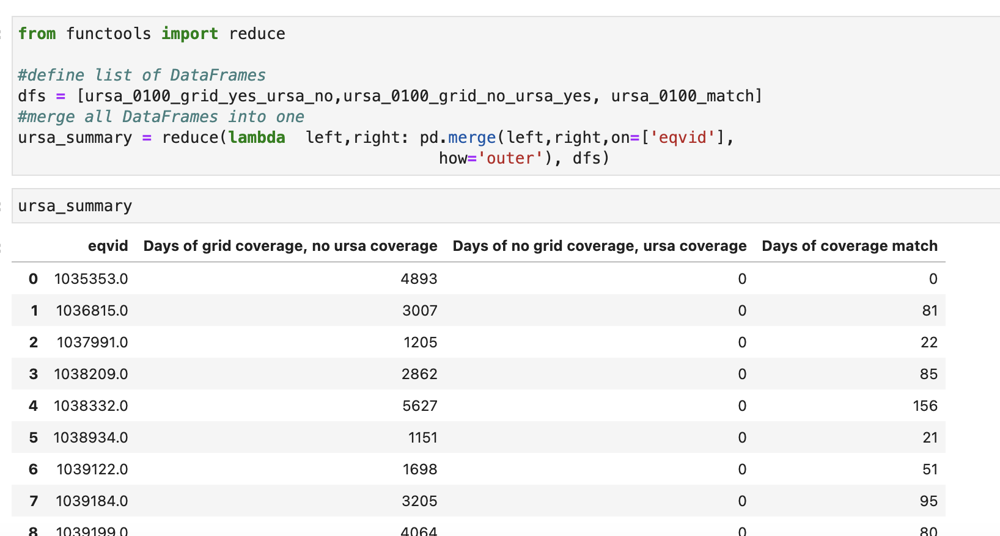 from functools import reduce
#define list of DataFrames
dfs = [ursa_0100_grid_yes_ursa_no,ursa_0100_grid_no_ursa_yes, ursa_0100_match]
#merge all DataFrames into one
ursa_summary = reduce(lambda  left,right: pd.merge(left,right,on=['eqvid'],
how='outer'), dfs)
ursa_summary
eqvid Days of grid coverage, no ursa coverage Days of no grid coverage, ursa coverage Days of coverage match
0 1035353.0 4893 0 0
1 1036815.0 3007 0 81
2 1037991.0 1205 0 22
3 1038209.0 2862 0 85
4 1038332.0 5627 0 156
5 1038934.0 1151 0 21
6 1039122.0 1698 0 51
7 1039184.0 3205 0 95
8 1039199.0 4064 0 80